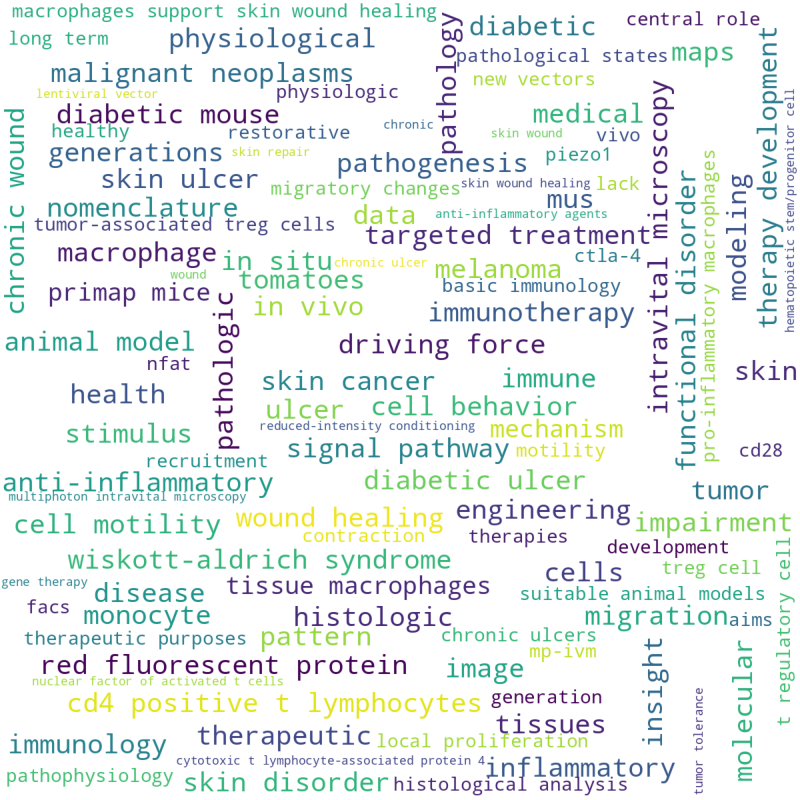 macrophages support skin wound healing
central role
diabetic
long term
physiological
pathology
pathological states
maps
malignant neoplasms
new vectors
physiologic
lentiviral vector
diabetic mouse
chronic
medical
healthy
restorative
skin wound
vivo
generations
skin repair
pathogenesis
piezo1
skin ulcer
migratory changes
skin wound healing
lack
mus
nomenclature
data
anti-inflammatory agents
tumor-associated treg cells
targeted treatment
chronic wound
intravital microscopy
functional disorder
pro-inflammatory macrophages
modeling
therapy development
hematopoietic stem/progenitor cell
macrophage
in situ
chronic ulcer
melanoma
ctla-4
wound
tomatoes
basic immunology
primap mice
in vivo
immunotherapy
animal model
pathologic
driving force
nfat
skin
health
skin cancer
immune
ulcer
cell behavior
stimulus
reduced-intensity conditioning
mechanism
signal pathway
motility
cd28
recruitment
anti-inflammatory
diabetic ulcer
tumor
multiphoton intravital microscopy
cell motility
wound healing
engineering
impairment
contraction
therapies
development
wiskott-aldrich syndrome
treg cell
cells
gene therapy
disease
tissue macrophages
suitable animal models
facs
monocyte
histologic
migration
aims
therapeutic purposes
pattern
chronic ulcers
mp-ivm
t regulatory cell
red fluorescent protein
image
insight
molecular
nuclear factor of activated t cells
cd4 positive t lymphocytes
generation
tissues
tumor tolerance
immunology
therapeutic
local proliferation
cytotoxic t lymphocyte-associated protein 4
inflammatory
pathophysiology
skin disorder
histological analysis